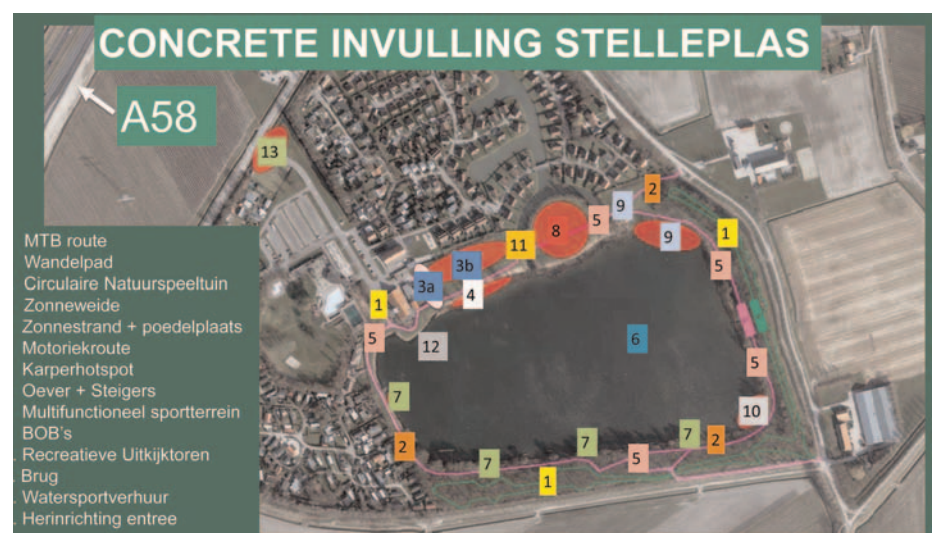 CONCRETE INVULLING STELLEPLAS
A58
13
2
9
5
8
9
1
11
3b
5
3a
4
1
5
12
6
5
7
10
7
7
2
2
5
7
1
MTB route
Wandelpad
Circulaire Natuurspeeltuin
Zonneweide
Zonnestrand + poedelplaats
Motoriekroute
Karperhotspot
Oever + Steigers
Multifunctioneel sportterrein
BOB's
. Recreatieve Uitkijktoren
. Brug
. Watersportverhuur
. Herinrichting entree